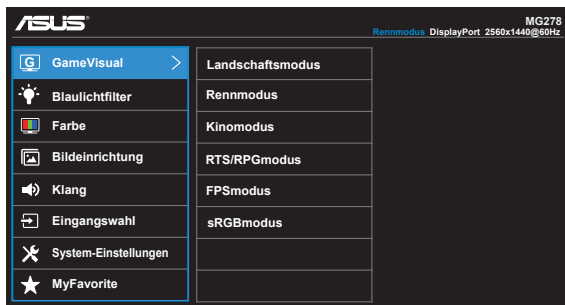 ASUS
MG278
Rennmodus DisplayPort 2560x1440@60Hz
G GameVisual
Blaulichtfilter
Farbe
Bildeinrichtung
Klang
Eingangswahl
System-Einstellungen
MyFavorite
Landschaftsmodus
Rennmodus
Kinomodus
RTS/RPGmodus
FPSmodus
sRGBmodus